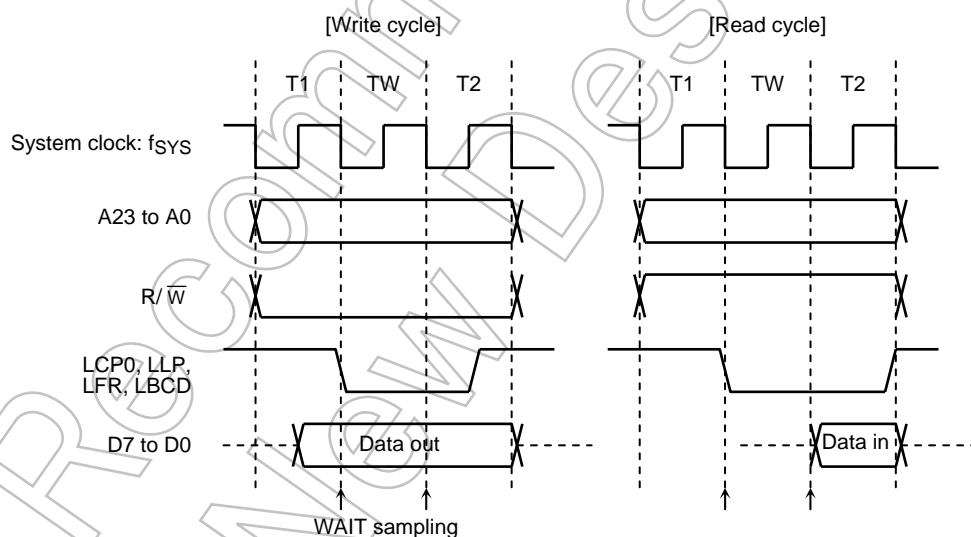 [Write cycle]
[Read cycle]
T1 TW T2
T1 TW T2
System clock: fSYS
A23 to A0
R/ W̅
LCP0, LLP,
LFR, LBCD
D7 to D0
Data out
Data in
WAIT sampling